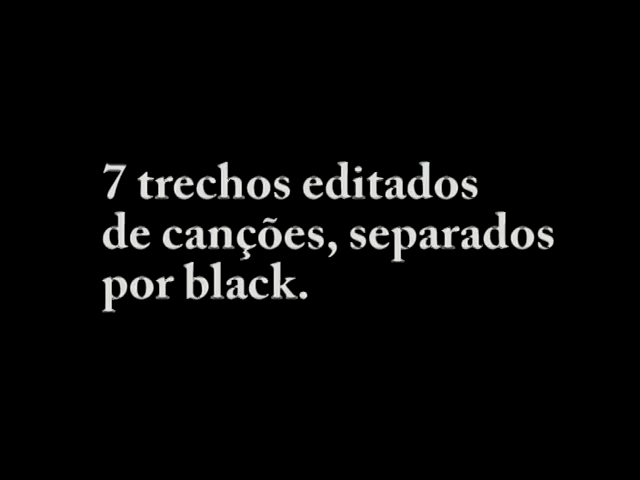 7 trechos editados
de canções, separados
por black.